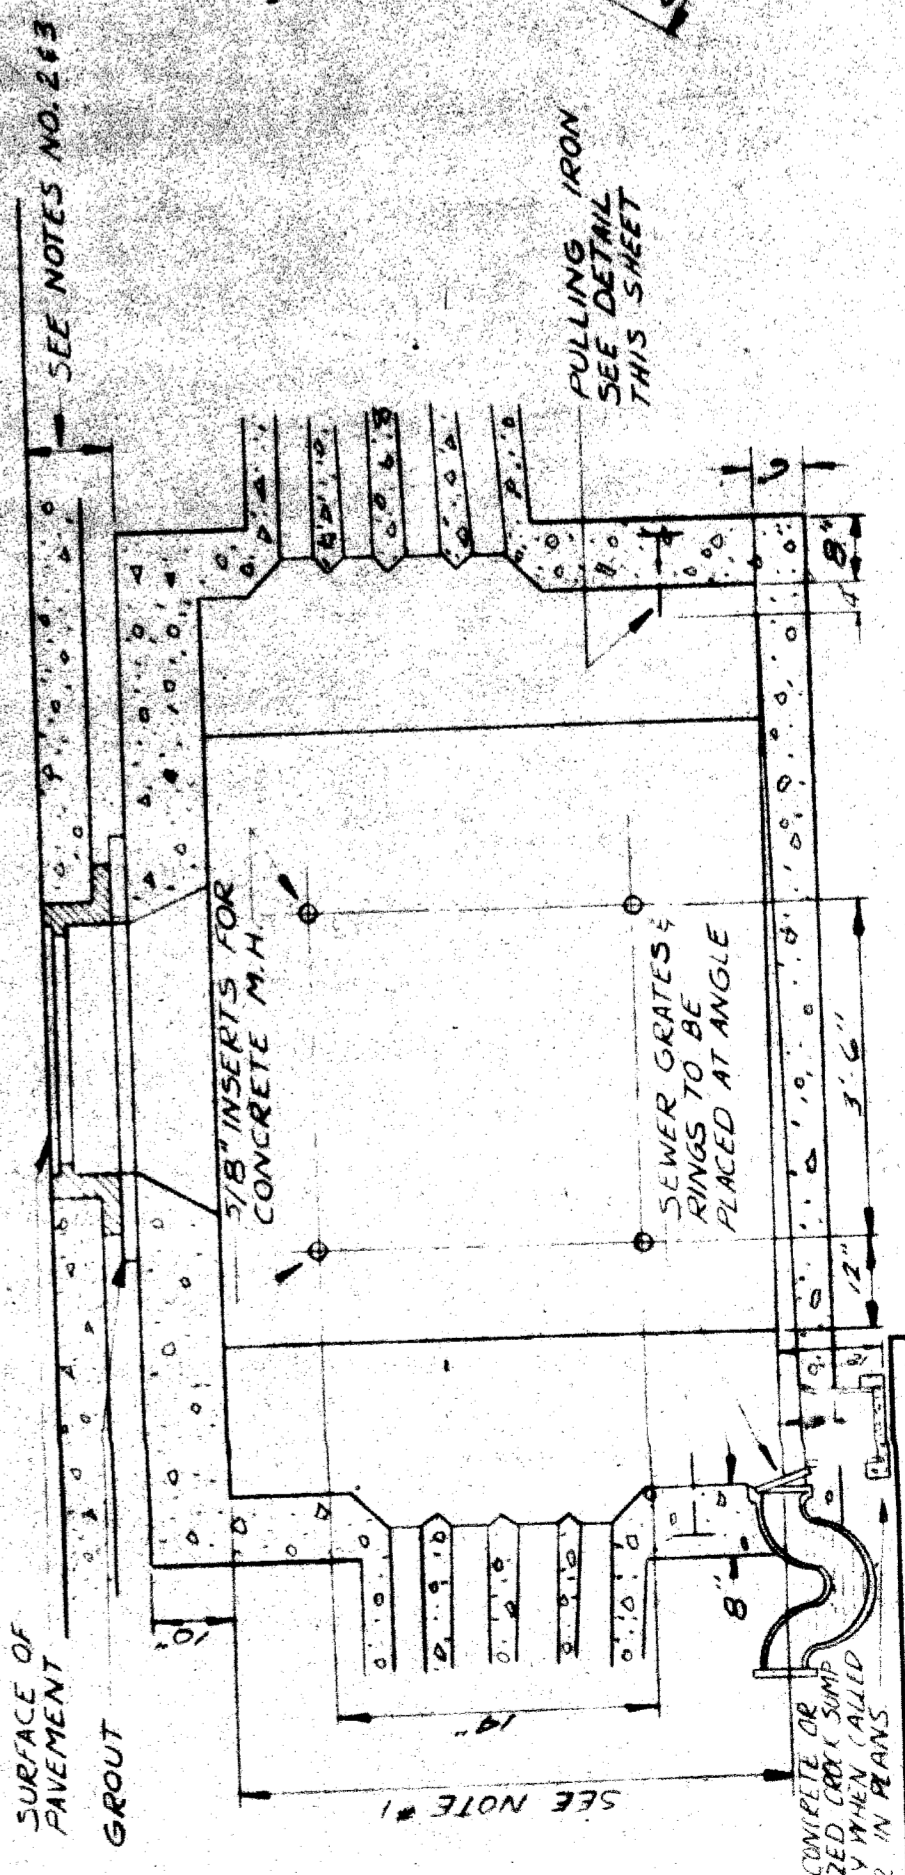 SURFACE OF
PAVEMENT
GROUT
SEE NOTES NO. 2 & 3
5/8" INSERTS FOR
CONCRETE M.H.
PULLING IRON
SEE DETAIL
THIS SHEET
SEWER GRATES &
RINGS TO BE
PLACED AT ANGLE
10"
19"
SEE NOTE #1
8"
12"
3'-6"
4"
8"
6"
CONCRETE OR
ZED CROCK SUMP
Y WHEN CALLED
IN PLANS